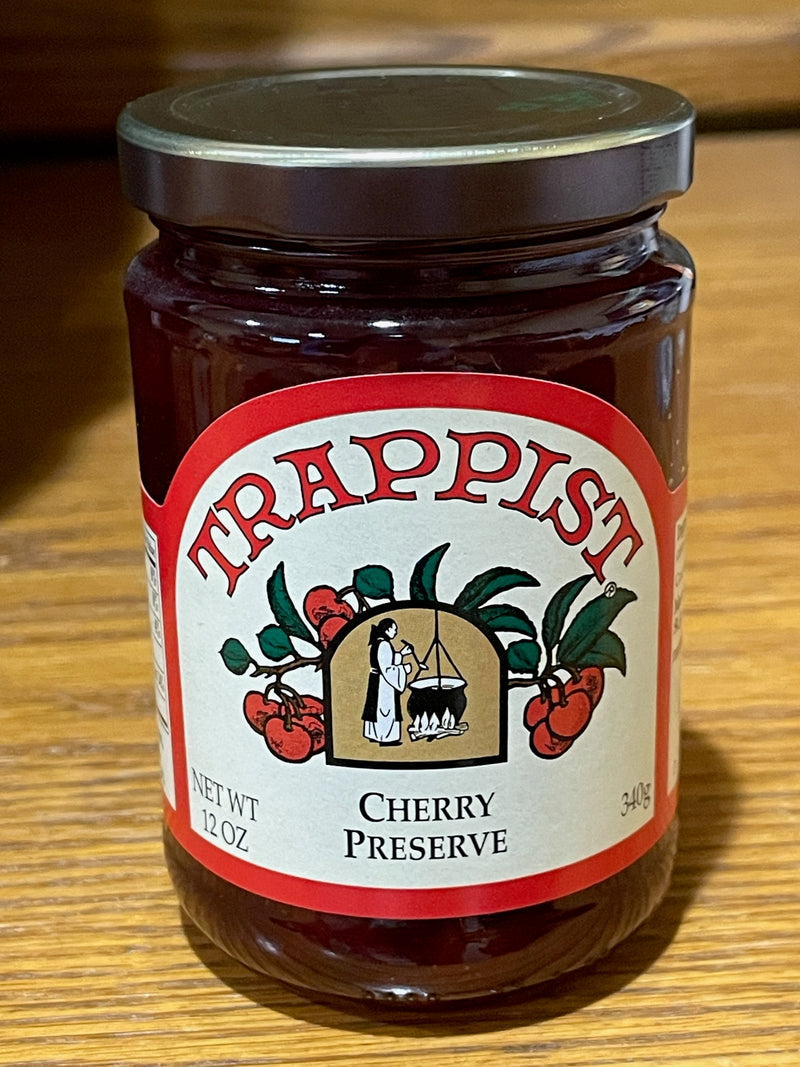 TRAPPIST
®
NET WT
12 OZ
CHERRY
PRESERVE
340g